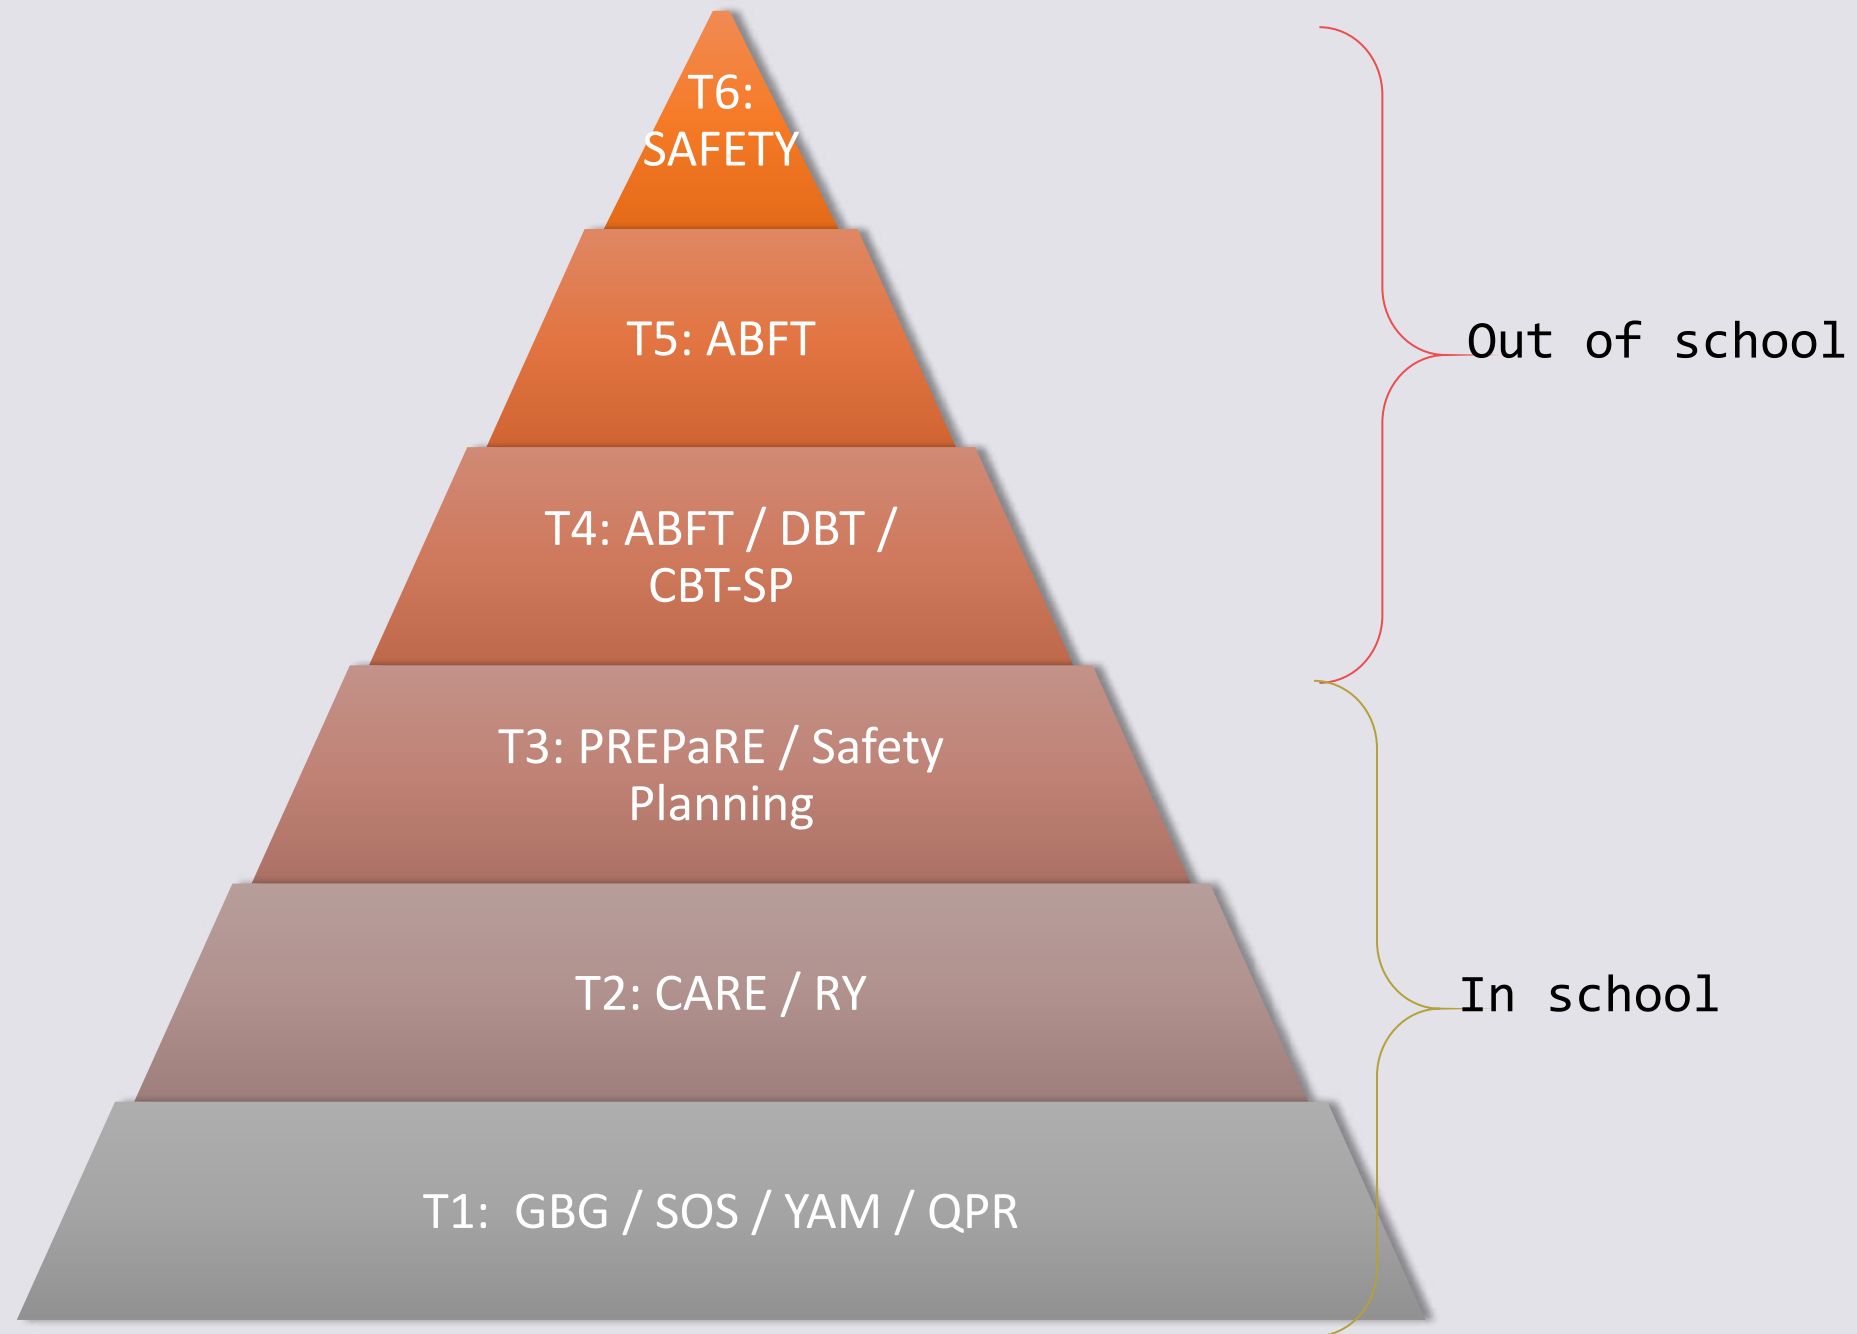 T6:
SAFETY
T5: ABFT
Out of school
T4: ABFT / DBT /
CBT-SP
T3: PREPaRE / Safety
Planning
T2: CARE / RY
In school
T1:  GBG / SOS / YAM / QPR